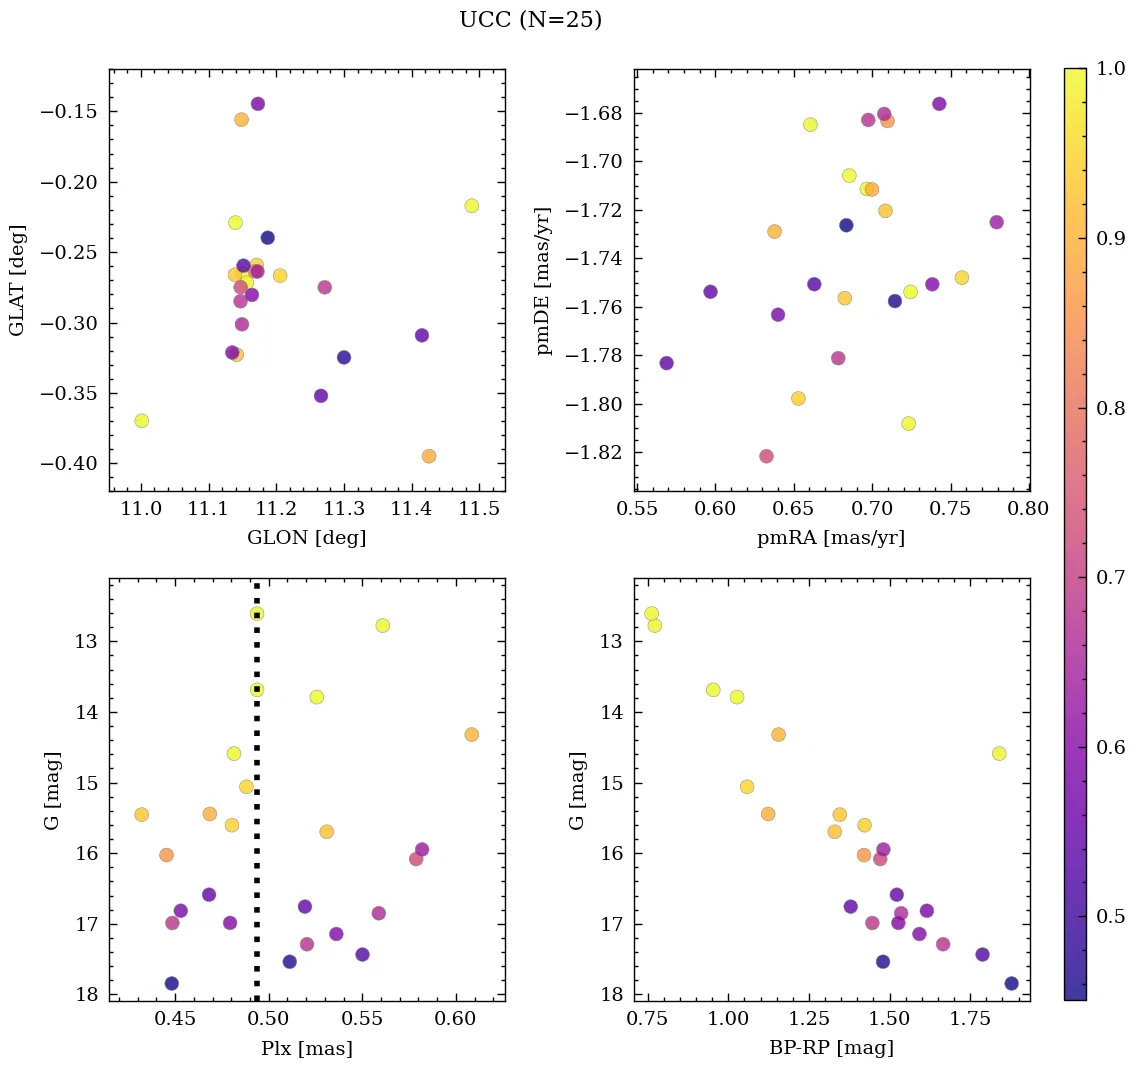 UCC (N=25)
−0.15
−0.20
−0.25
−0.30
−0.35
−0.40
GLAT [deg]
11.0 11.1 11.2 11.3 11.4 11.5
GLON [deg]
−1.68
−1.70
−1.72
−1.74
−1.76
−1.78
−1.80
−1.82
pmDE [mas/yr]
0.55 0.60 0.65 0.70 0.75 0.80
pmRA [mas/yr]
13
14
15
16
17
18
G [mag]
0.45 0.50 0.55 0.60
Plx [mas]
13
14
15
16
17
18
G [mag]
0.75 1.00 1.25 1.50 1.75
BP-RP [mag]
1.0
0.9
0.8
0.7
0.6
0.5